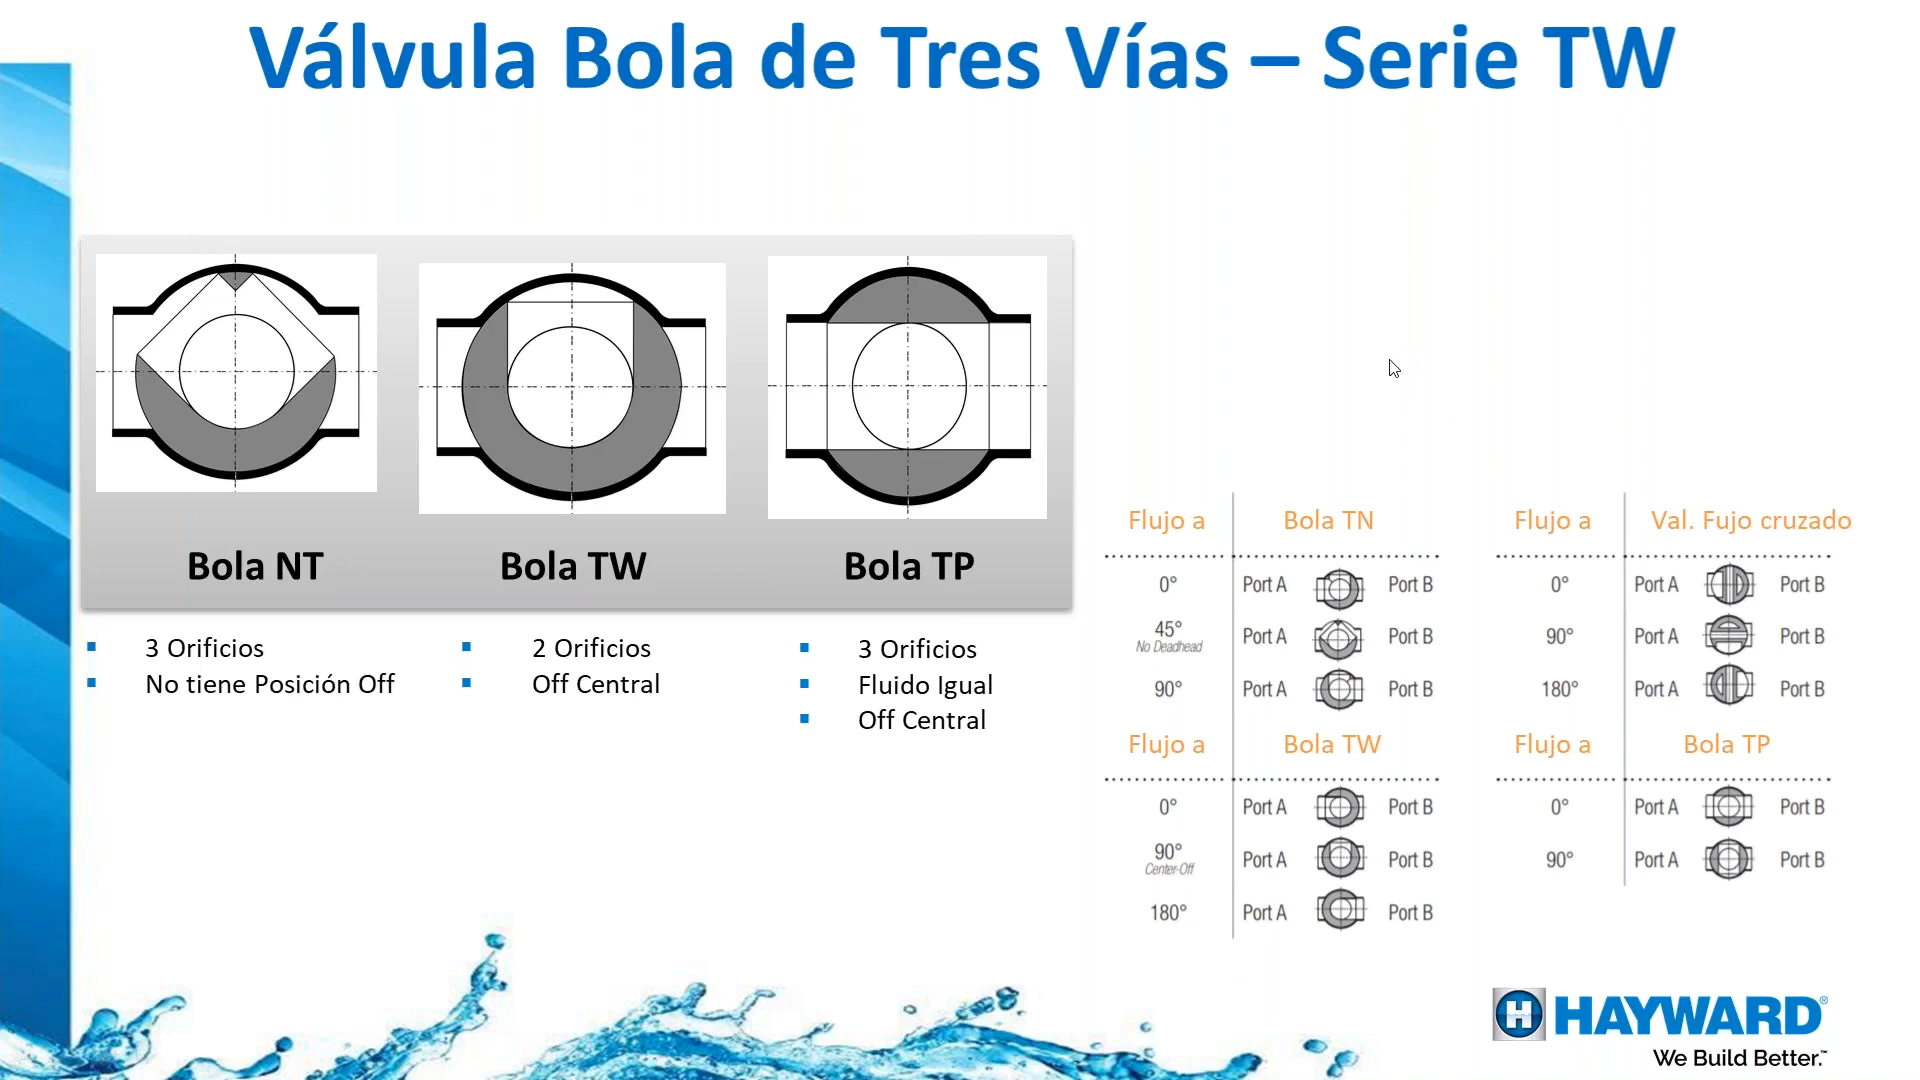 Válvula Bola de Tres Vías – Serie TW
Bola NT
Bola TW
Bola TP
3 Orificios
No tiene Posición Off
2 Orificios
Off Central
3 Orificios
Fluido Igual
Off Central
Flujo a Bola TN
0° Port A Port B
45° Port A Port B
No Deadhead
90° Port A Port B
Flujo a Val. Fujo cruzado
0° Port A Port B
90° Port A Port B
180° Port A Port B
Flujo a Bola TW
0° Port A Port B
90° Port A Port B
Center-Off
180° Port A Port B
Flujo a Bola TP
0° Port A Port B
90° Port A Port B
H HAYWARD®
We Build Better.™